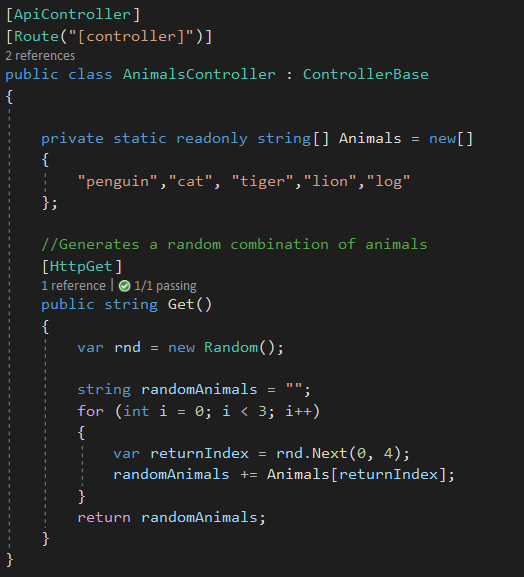 [ApiController]
[Route("[controller]")]
2 references
public class AnimalsController : ControllerBase
{
private static readonly string[] Animals = new[]
{
"penguin","cat", "tiger","lion","log"
};
//Generates a random combination of animals
[HttpGet]
1 reference | 1/1 passing
public string Get()
{
var rnd = new Random();
string randomAnimals = "";
for (int i = 0; i < 3; i++)
{
var returnIndex = rnd.Next(0, 4);
randomAnimals += Animals[returnIndex];
}
return randomAnimals;
}
}